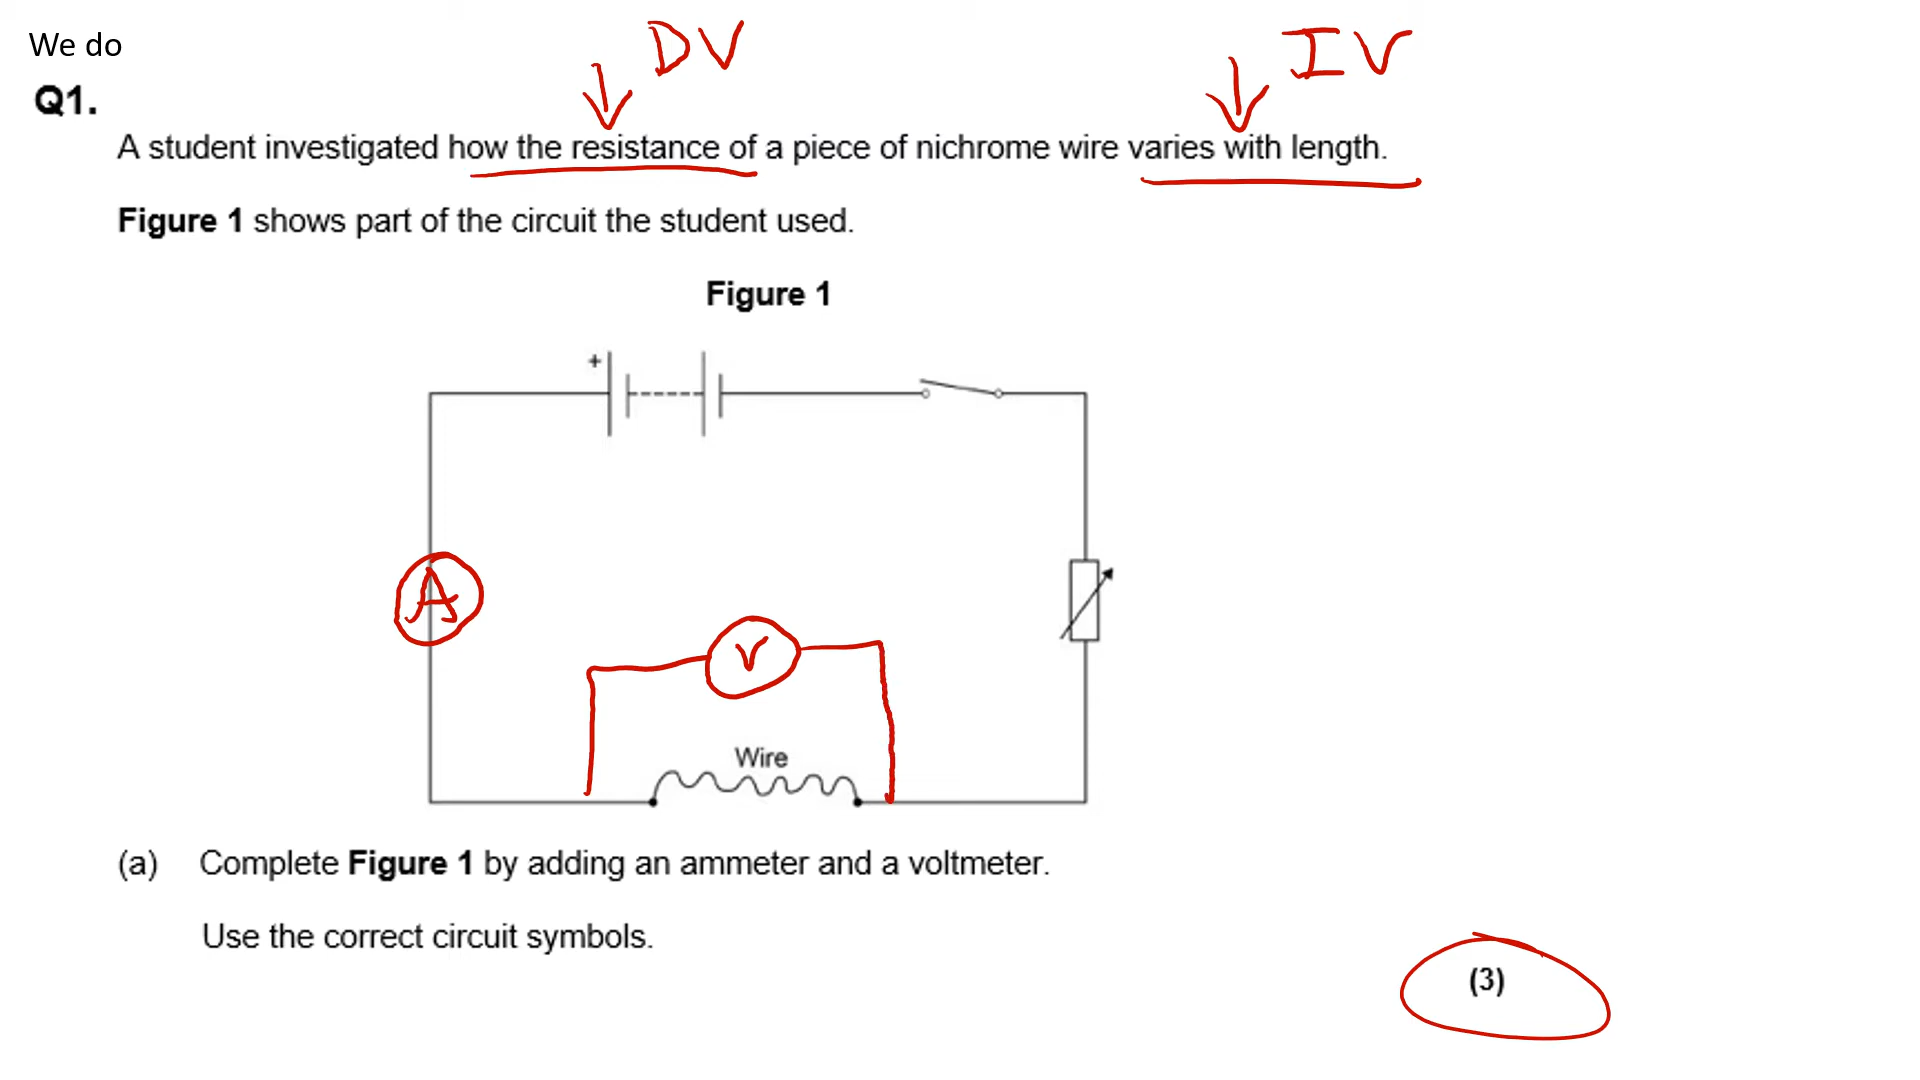 We do
DV
IV
Q1.
A student investigated how the resistance of a piece of nichrome wire varies with length.
Figure 1 shows part of the circuit the student used.
Figure 1
+
A
V
Wire
(a) Complete Figure 1 by adding an ammeter and a voltmeter.
Use the correct circuit symbols.
(3)